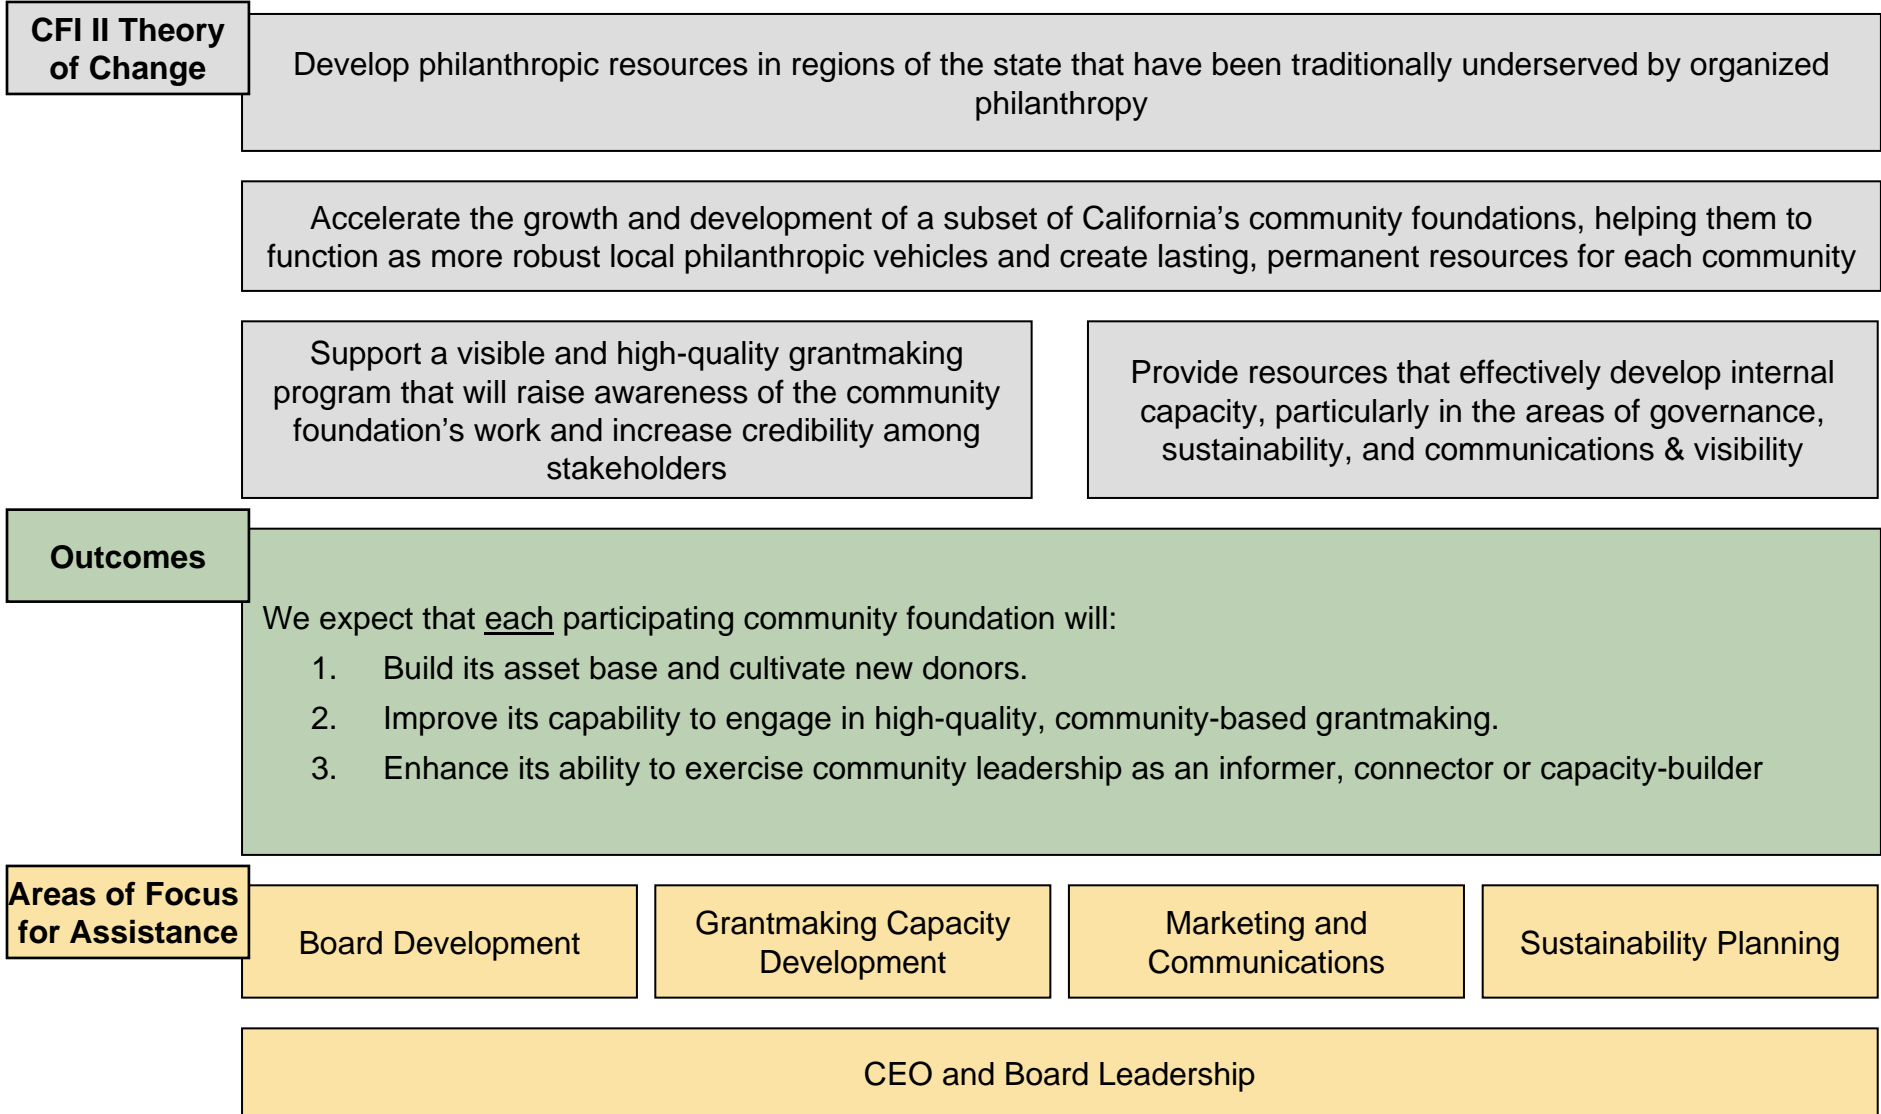 CFI II Theory
of Change
Develop philanthropic resources in regions of the state that have been traditionally underserved by organized
philanthropy
Accelerate the growth and development of a subset of California’s community foundations, helping them to
function as more robust local philanthropic vehicles and create lasting, permanent resources for each community
Support a visible and high-quality grantmaking
program that will raise awareness of the community
foundation’s work and increase credibility among
stakeholders
Provide resources that effectively develop internal
capacity, particularly in the areas of governance,
sustainability, and communications & visibility
Outcomes
We expect that each participating community foundation will:
1. Build its asset base and cultivate new donors.
2. Improve its capability to engage in high-quality, community-based grantmaking.
3. Enhance its ability to exercise community leadership as an informer, connector or capacity-builder
Areas of Focus
for Assistance
Board Development
Grantmaking Capacity
Development
Marketing and
Communications
Sustainability Planning
CEO and Board Leadership